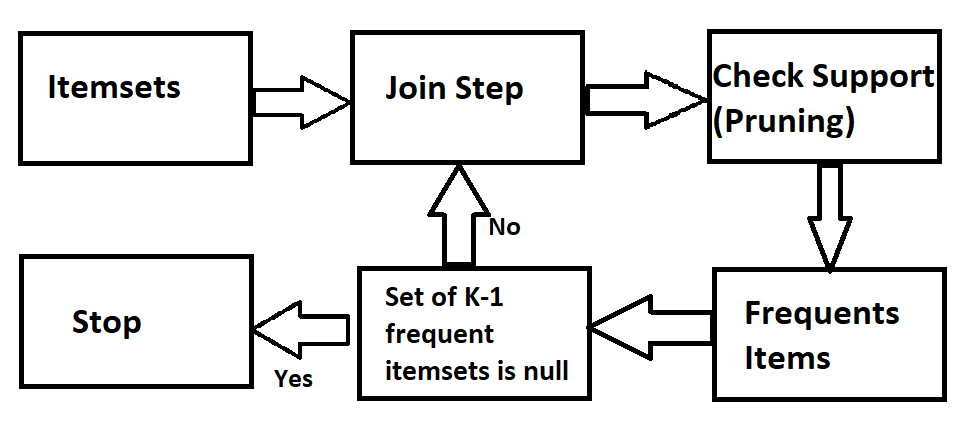 Itemsets
Join Step
Check Support
(Pruning)
No
Stop
Yes
Set of K-1
frequent
itemsets is null
Frequents
Items